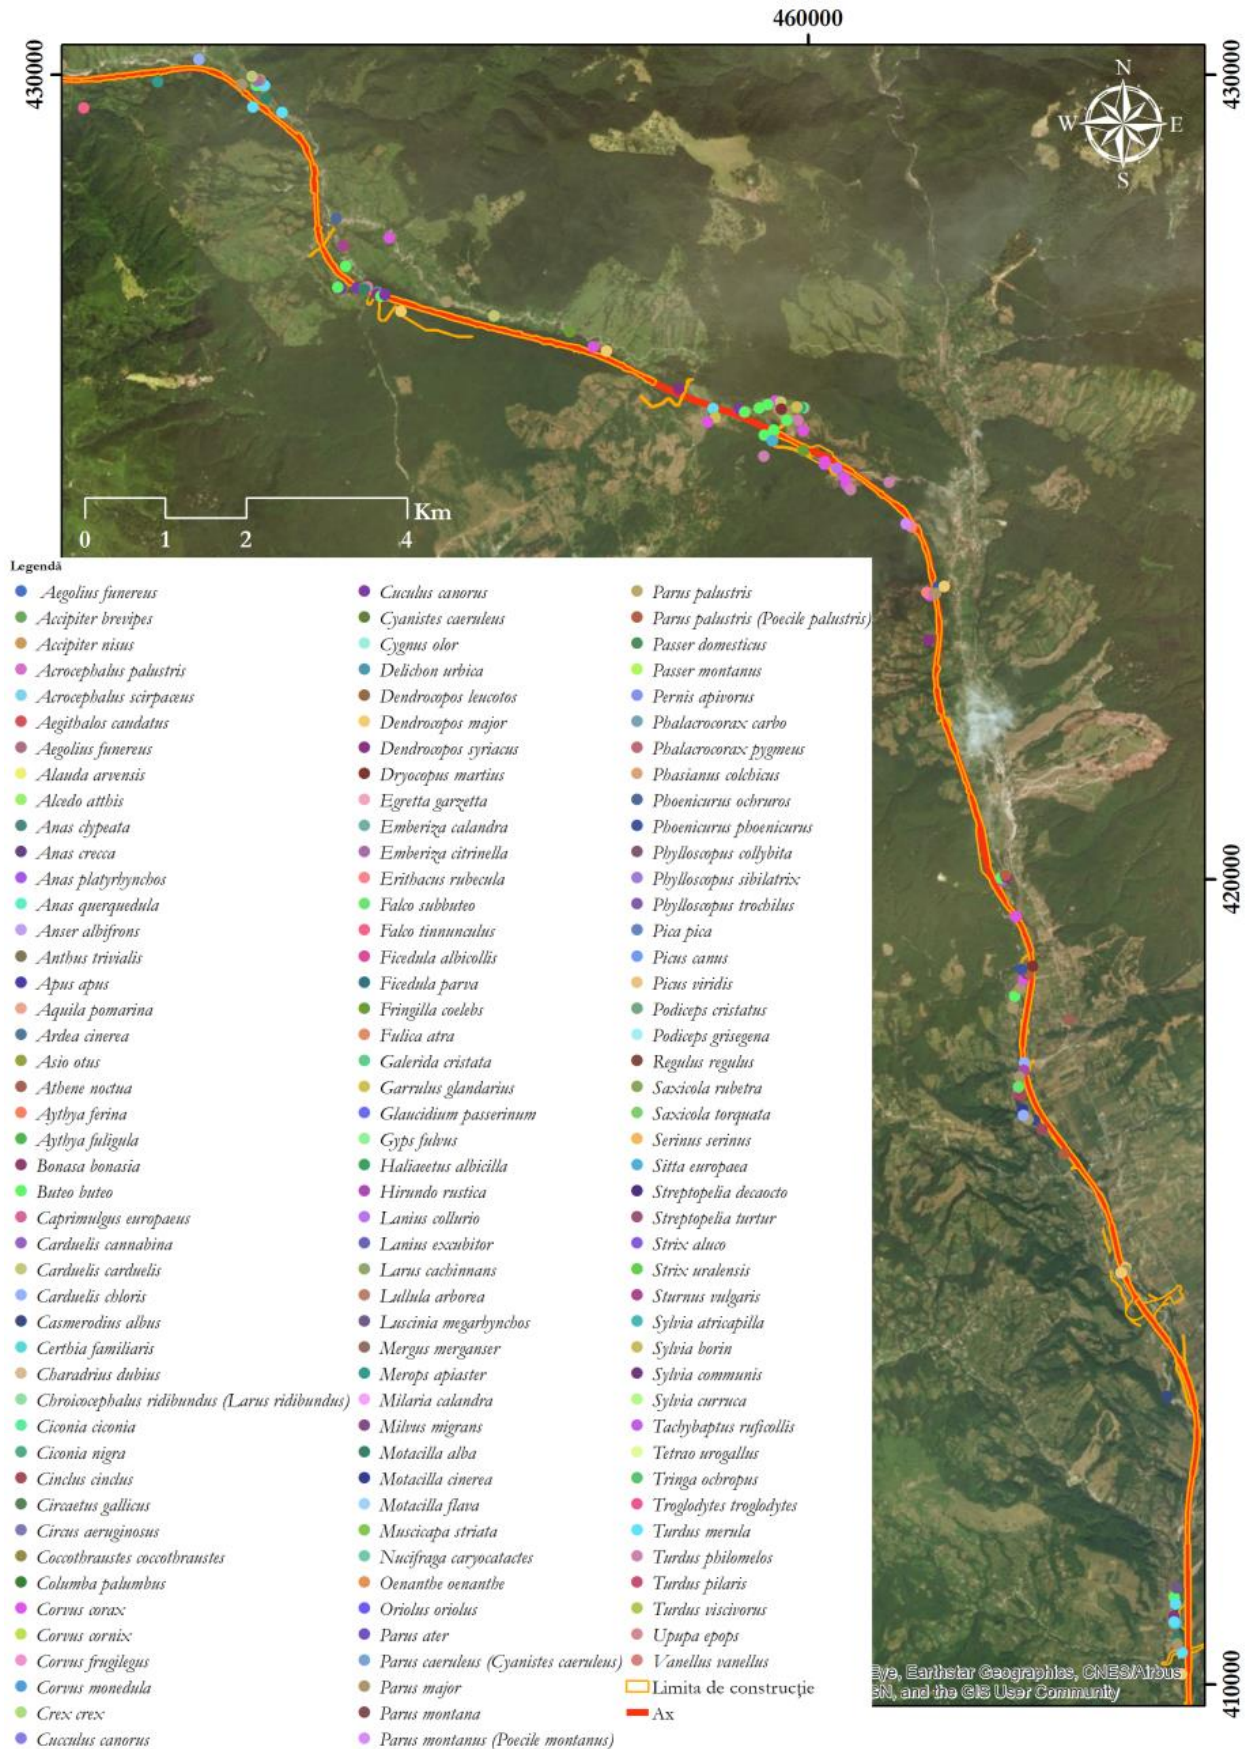 460000
430000
430000
N
W
E
S
Km
0
1
2
4
Legendă
Aegolius funereus
Accipiter brevipes
Accipiter nisus
Acrocephalus palustris
Acrocephalus scirpaceus
Aegithalos caudatus
Aegolius funereus
Alauda arvensis
Alcedo atthis
Anas clypeata
Anas crecca
Anas platyrhynchos
Anas querquedula
Anser albifrons
Anthus trivialis
Apus apus
Aquila pomarina
Ardea cinerea
Asio otus
Athene noctua
Aythya ferina
Aythya fuligula
Bonasa bonasia
Buteo buteo
Caprimulgus europaeus
Carduelis cannabina
Carduelis carduelis
Carduelis chloris
Casmerodius albus
Certhia familiaris
Charadrius dubius
Chroicocephalus ridibundus (Larus ridibundus)
Ciconia ciconia
Ciconia nigra
Cinclus cinclus
Circaetus gallicus
Circus aeruginosus
Coccothraustes coccothraustes
Columba palumbus
Corvus corax
Corvus cornix
Corvus frugilegus
Corvus monedula
Crex crex
Cucculus canorus
Cuculus canorus
Cyanistes caeruleus
Cygnus olor
Delichon urbica
Dendrocopos leucotos
Dendrocopos major
Dendrocopos syriacus
Dryocopus martius
Egretta garzetta
Emberiza calandra
Emberiza citrinella
Erithacus rubecula
Falco subbuteo
Falco tinnunculus
Ficedula albicollis
Ficedula parva
Fringilla coelebs
Fulica atra
Galerida cristata
Garrulus glandarius
Glaucidium passerinum
Gyps fulvus
Haliaeetus albicilla
Hirundo rustica
Lanius collurio
Lanius excubitor
Larus cachinnans
Lullula arborea
Luscinia megarhynchos
Mergus merganser
Merops apiaster
Milaria calandra
Milvus migrans
Motacilla alba
Motacilla cinerea
Motacilla flava
Muscicapa striata
Nucifraga caryocatactes
Oenanthe oenanthe
Oriolus oriolus
Parus ater
Parus caeruleus (Cyanistes caeruleus)
Parus major
Parus montana
Parus montanus (Poecile montanus)
Parus palustris
Parus palustris (Poecile palustris)
Passer domesticus
Passer montanus
Pernis apivorus
Phalacrocorax carbo
Phalacrocorax pygmeus
Phasianus colchicus
Phoenicurus ochruros
Phoenicurus phoenicurus
Phylloscopus collybita
Phylloscopus sibilatrix
Phylloscopus trochilus
Pica pica
Picus canus
Picus viridis
Podiceps cristatus
Podiceps grisegena
Regulus regulus
Saxicola rubetra
Saxicola torquata
Serinus serinus
Sitta europaea
Streptopelia decaocto
Streptopelia turtur
Strix aluco
Strix uralensis
Sturnus vulgaris
Sylvia atricapilla
Sylvia borin
Sylvia communis
Sylvia curruca
Tachybaptus ruficollis
Tetrao urogallus
Tringa ochropus
Troglodytes troglodytes
Turdus merula
Turdus philomelos
Turdus pilaris
Turdus viscivorus
Upupa epops
Vanellus vanellus
Limita de construcție
Ax
420000
410000
Eye, Earthstar Geographics, CNES/Airbus
GN, and the GIS User Community